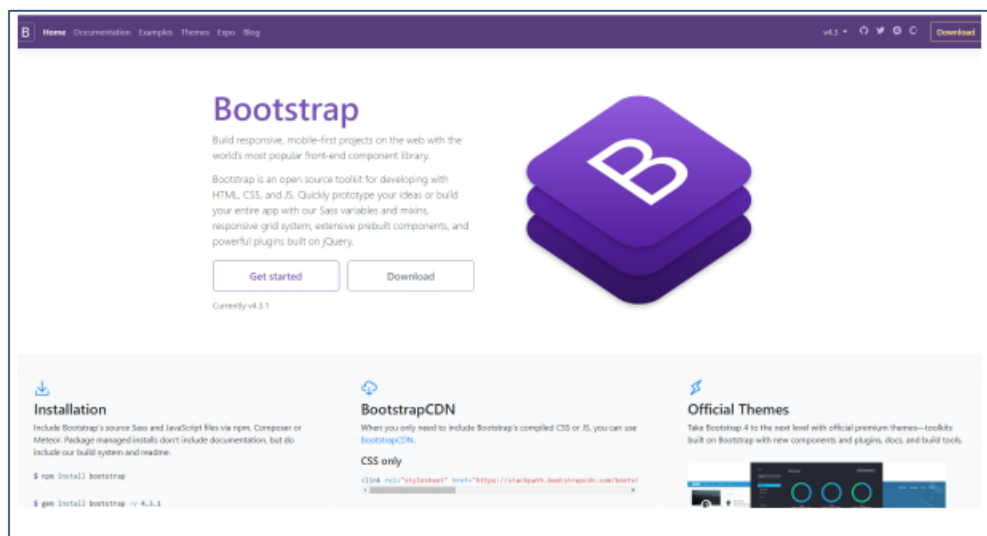 B Home Documentation Examples Themes Expo Blog v4.3 Download
Bootstrap
Build responsive, mobile-first projects on the web with the
world's most popular front-end component library.
Bootstrap is an open source toolkit for developing with
HTML, CSS, and JS. Quickly prototype your ideas or build
your entire app with our Sass variables and mixins,
responsive grid system, extensive prebuilt components, and
powerful plugins built on jQuery.
Get started Download
Currently v4.3.1
B
Installation
Include Bootstrap's source Sass and JavaScript files via npm, Composer or
Meteor. Package managed installs don't include documentation, but do
include our build system and readme.
$ npm install bootstrap
$ gem install bootstrap -v 4.3.1
BootstrapCDN
When you only need to include Bootstrap's compiled CSS or JS, you can use
BootstrapCDN.
CSS only
<link rel="stylesheet" href="https://stackpath.bootstrapcdn.com/boots
Official Themes
Take Bootstrap 4 to the next level with official premium themes—toolkits
built on Bootstrap with new components and plugins, docs, and build tools.